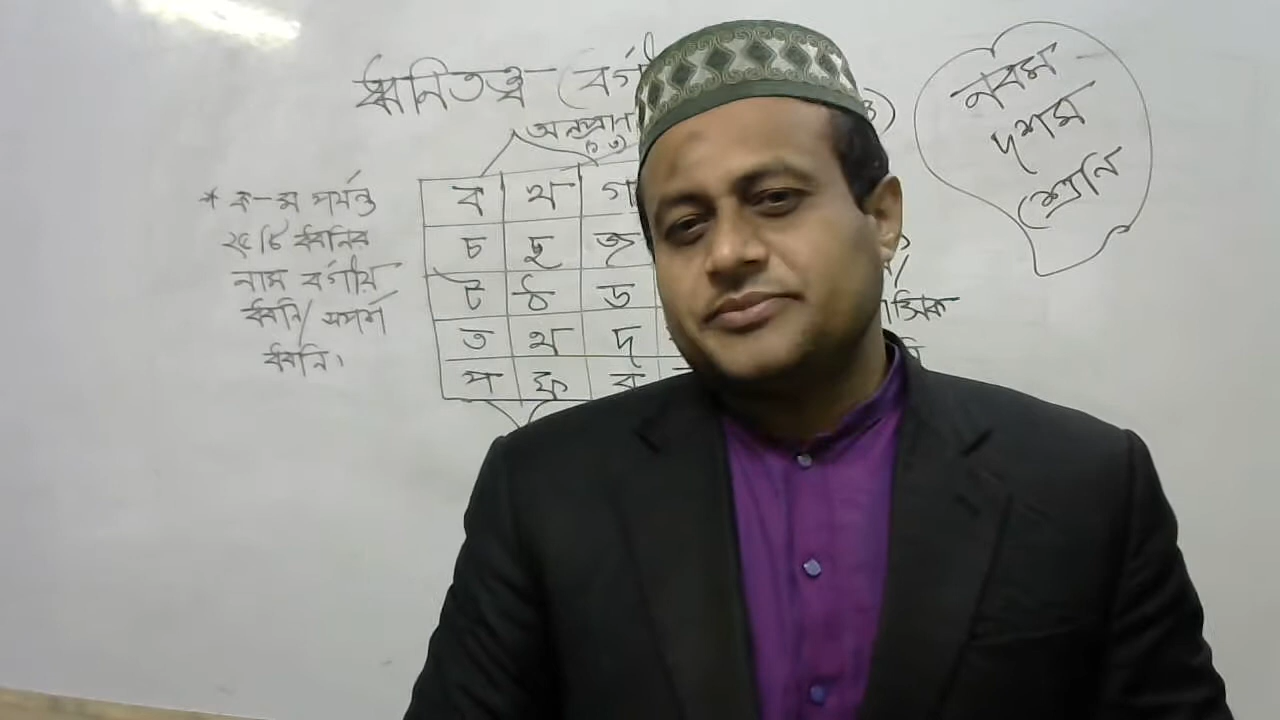 ধ্বনিতত্ত্ব (বর্গী
অল্পপ্রাণ
নবম
দশম
শ্রেনি
* ক-ম পর্যন্ত
২৫টি ধ্বনির
নাম বর্গীয়
ধ্বনি/স্পর্শ
ধ্বনি।
ক খ গ
চ ছ জ
ট ঠ ড
ত থ দ
প ফ ব